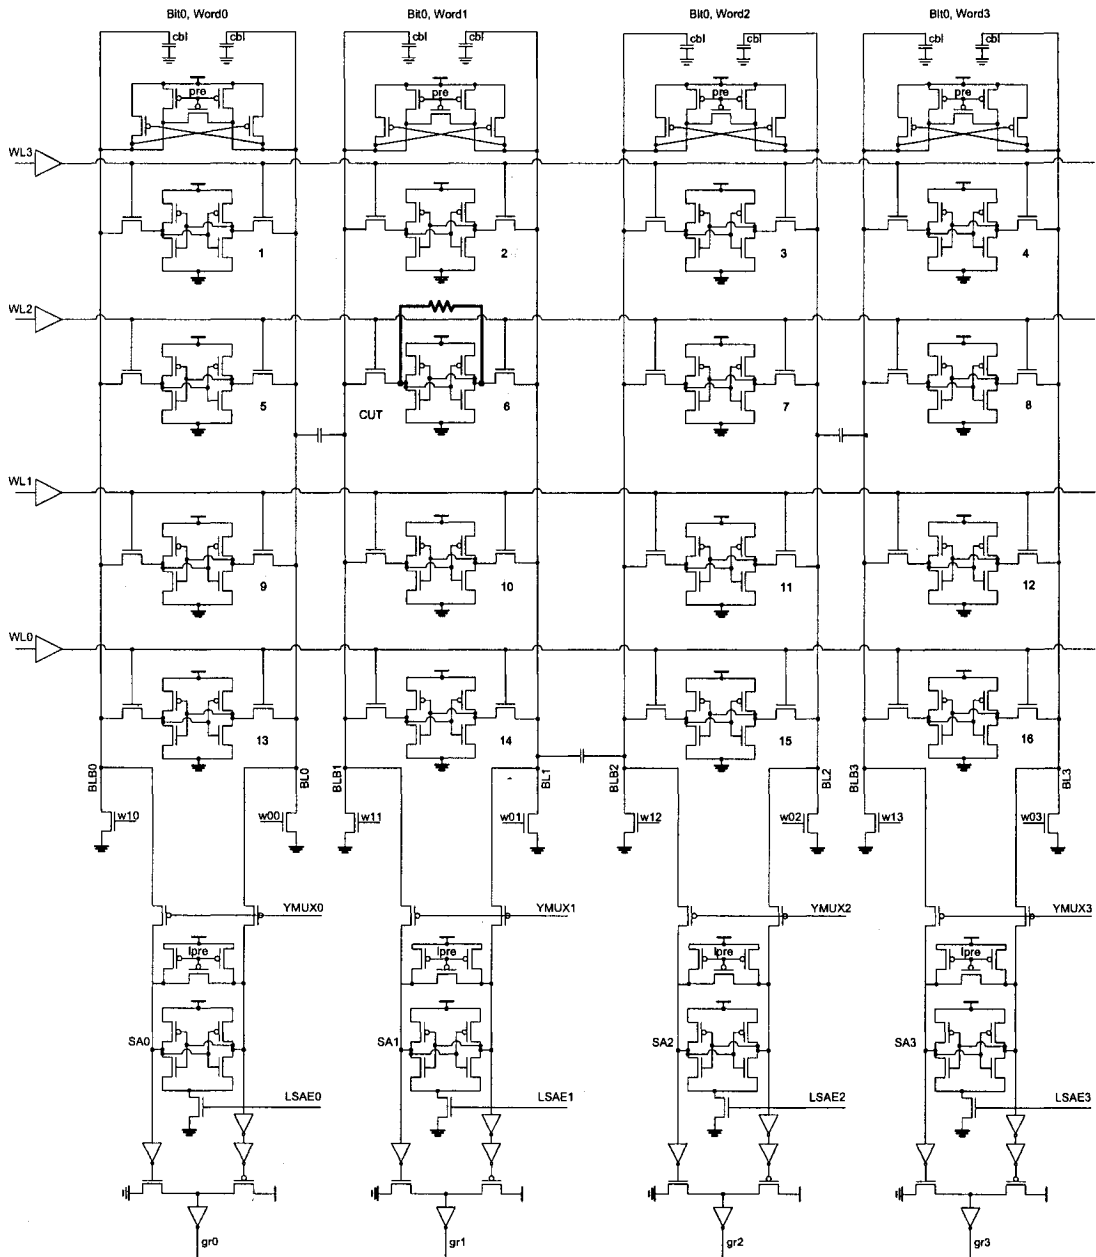 Bit0, Word0 Bit0, Word1 Bit0, Word2 Bit0, Word3
cbl cbl cbl cbl cbl cbl cbl cbl
pre pre pre pre
WL3
1 2 3 4
WL2
5 6 7 8
CUT
WL1
9 10 11 12
WL0
13 14 15 16
BLB0 BL0 BLB1 BL1 BLB2 BL2 BLB3 BL3
w10 w00 w11 w01 w12 w02 w13 w03
YMUX0 YMUX1 YMUX2 YMUX3
lpre lpre lpre lpre
SA0 SA1 SA2 SA3
LSAE0 LSAE1 LSAE2 LSAE3
gr0 gr1 gr2 gr3